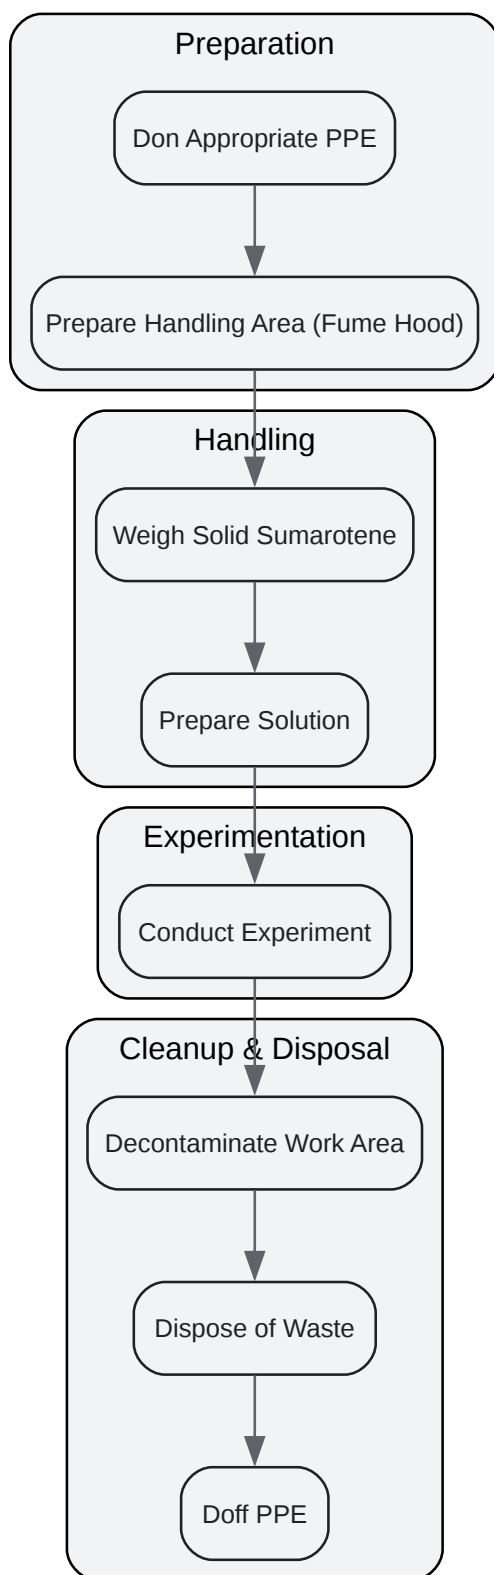 Preparation
Don Appropriate PPE
Prepare Handling Area (Fume Hood)
Handling
Weigh Solid Sumarotene
Prepare Solution
Experimentation
Conduct Experiment
Cleanup & Disposal
Decontaminate Work Area
Dispose of Waste
Doff PPE